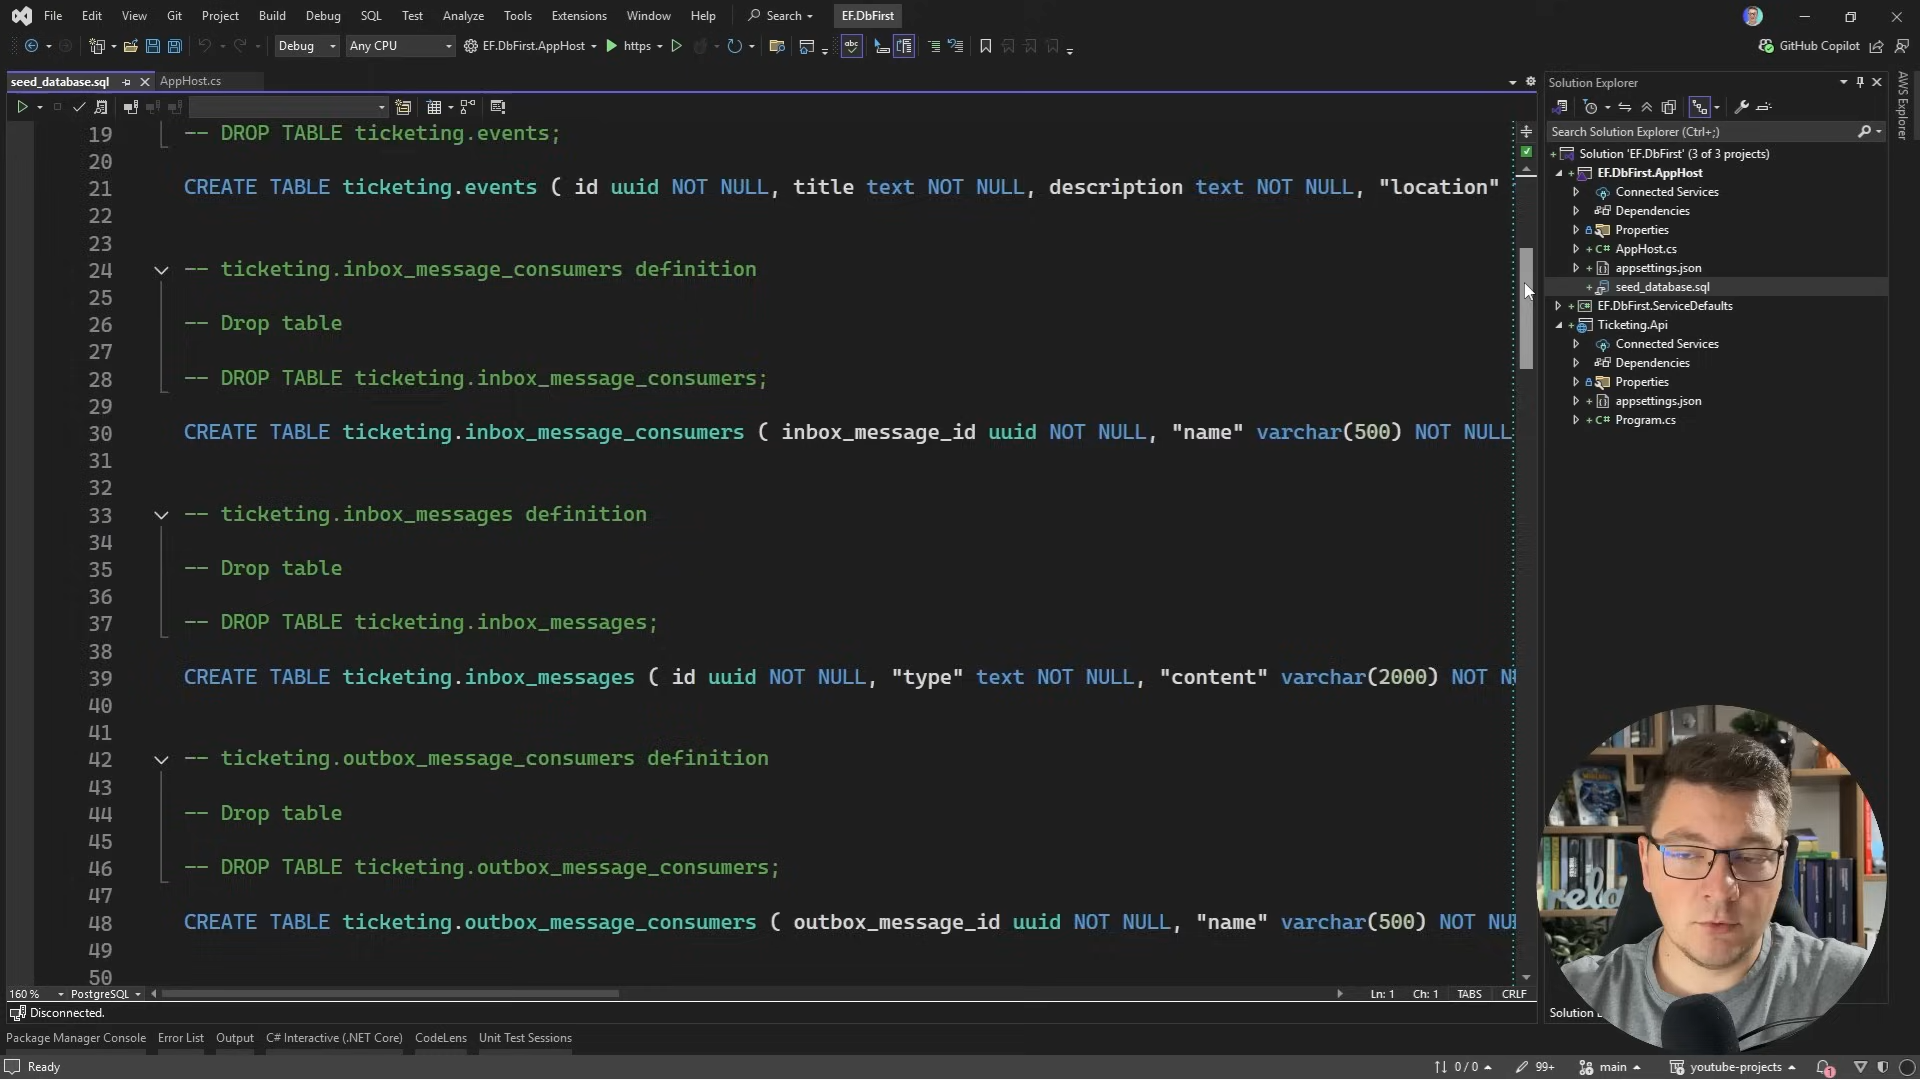 File Edit View Git Project Build Debug SQL Test Analyze Tools Extensions Window Help Search EF.DbFirst
Debug Any CPU EF.DbFirst.AppHost https GitHub Copilot
seed_database.sql AppHost.cs
19 -- DROP TABLE ticketing.events;
20
21 CREATE TABLE ticketing.events ( id uuid NOT NULL, title text NOT NULL, description text NOT NULL, "location"
22
23
24 -- ticketing.inbox_message_consumers definition
25
26 -- Drop table
27
28 -- DROP TABLE ticketing.inbox_message_consumers;
29
30 CREATE TABLE ticketing.inbox_message_consumers ( inbox_message_id uuid NOT NULL, "name" varchar(500) NOT NULL
31
32
33 -- ticketing.inbox_messages definition
34
35 -- Drop table
36
37 -- DROP TABLE ticketing.inbox_messages;
38
39 CREATE TABLE ticketing.inbox_messages ( id uuid NOT NULL, "type" text NOT NULL, "content" varchar(2000) NOT N
40
41
42 -- ticketing.outbox_message_consumers definition
43
44 -- Drop table
45
46 -- DROP TABLE ticketing.outbox_message_consumers;
47
48 CREATE TABLE ticketing.outbox_message_consumers ( outbox_message_id uuid NOT NULL, "name" varchar(500) NOT NU
49
50
160 % PostgreSQL Ln: 1 Ch: 1 TABS CRLF
Disconnected.
Package Manager Console Error List Output C# Interactive (.NET Core) CodeLens Unit Test Sessions
Ready 0 / 0 99+ main youtube-projects 1
Solution Explorer
Search Solution Explorer (Ctrl+;)
Solution 'EF.DbFirst' (3 of 3 projects)
EF.DbFirst.AppHost
Connected Services
Dependencies
Properties
C# AppHost.cs
appsettings.json
seed_database.sql
EF.DbFirst.ServiceDefaults
Ticketing.Api
Connected Services
Dependencies
Properties
appsettings.json
C# Program.cs
Solution
AWS Explorer